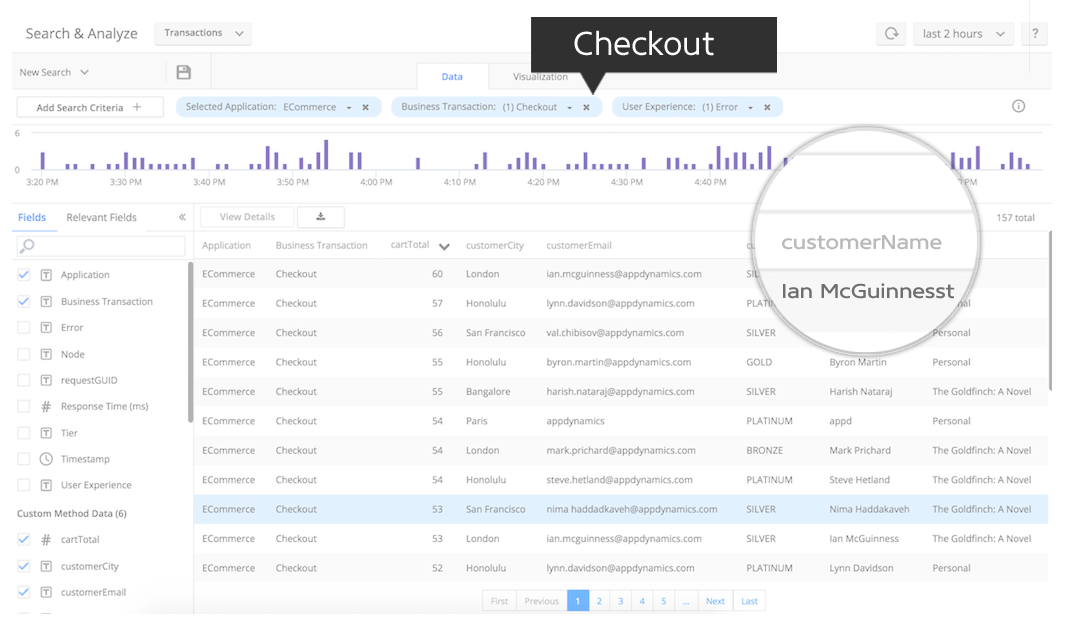 Search & Analyze Transactions last 2 hours ?
Checkout
New Search
Data Visualization
Add Search Criteria + Selected Application: ECommerce Business Transaction: (1) Checkout User Experience: (1) Error
6
0
3:20 PM 3:30 PM 3:40 PM 3:50 PM 4:00 PM 4:10 PM 4:20 PM 4:30 PM 4:40 PM PM
Fields Relevant Fields « View Details 157 total
Application Business Transaction cartTotal customerCity customerEmail customerName
ECommerce Checkout 60 London ian.mcguinness@appdynamics.com Ian McGuinnesst
ECommerce Checkout 57 Honolulu lynn.davidson@appdynamics.com
ECommerce Checkout 56 San Francisco val.chibisov@appdynamics.com SILVER Personal
ECommerce Checkout 55 Honolulu byron.martin@appdynamics.com GOLD Byron Martin Personal
ECommerce Checkout 55 Bangalore harish.nataraj@appdynamics.com SILVER Harish Nataraj The Goldfinch: A Novel
ECommerce Checkout 54 Paris appdynamics PLATINUM appd Personal
ECommerce Checkout 54 London mark.prichard@appdynamics.com BRONZE Mark Prichard The Goldfinch: A Novel
ECommerce Checkout 54 Honolulu steve.hetland@appdynamics.com PLATINUM Steve Hetland The Goldfinch: A Novel
ECommerce Checkout 53 San Francisco nima haddadkaveh@appdynamics.com SILVER Nima Haddakaveh The Goldfinch: A Novel
ECommerce Checkout 53 London ian.mcguinness@appdynamics.com SILVER Ian McGuinness The Goldfinch: A Novel
ECommerce Checkout 52 Honolulu lynn.davidson@appdynamics.com PLATINUM Lynn Davidson Personal
Application
Business Transaction
Error
Node
requestGUID
# Response Time (ms)
Tier
Timestamp
User Experience
Custom Method Data (6)
# cartTotal
customerCity
customerEmail
First Previous 1 2 3 4 5 ... Next Last